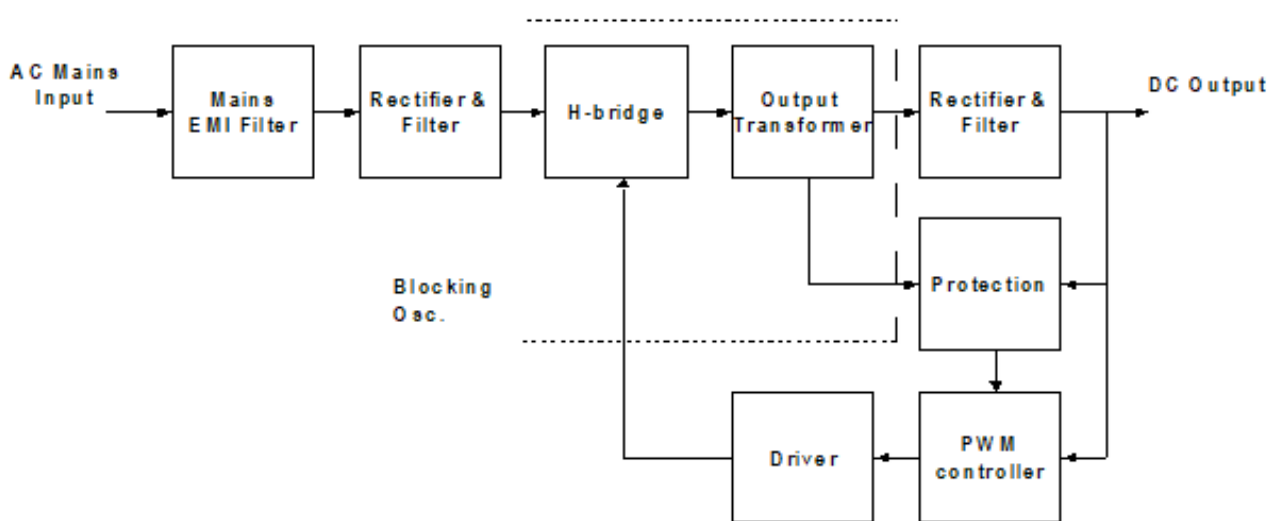 AC Mains
Input
Mains
EMI Filter
Rectifier &
Filter
H-bridge
Output
Transformer
Rectifier &
Filter
DC Output
Blocking
Osc.
Protection
Driver
PWM
controller